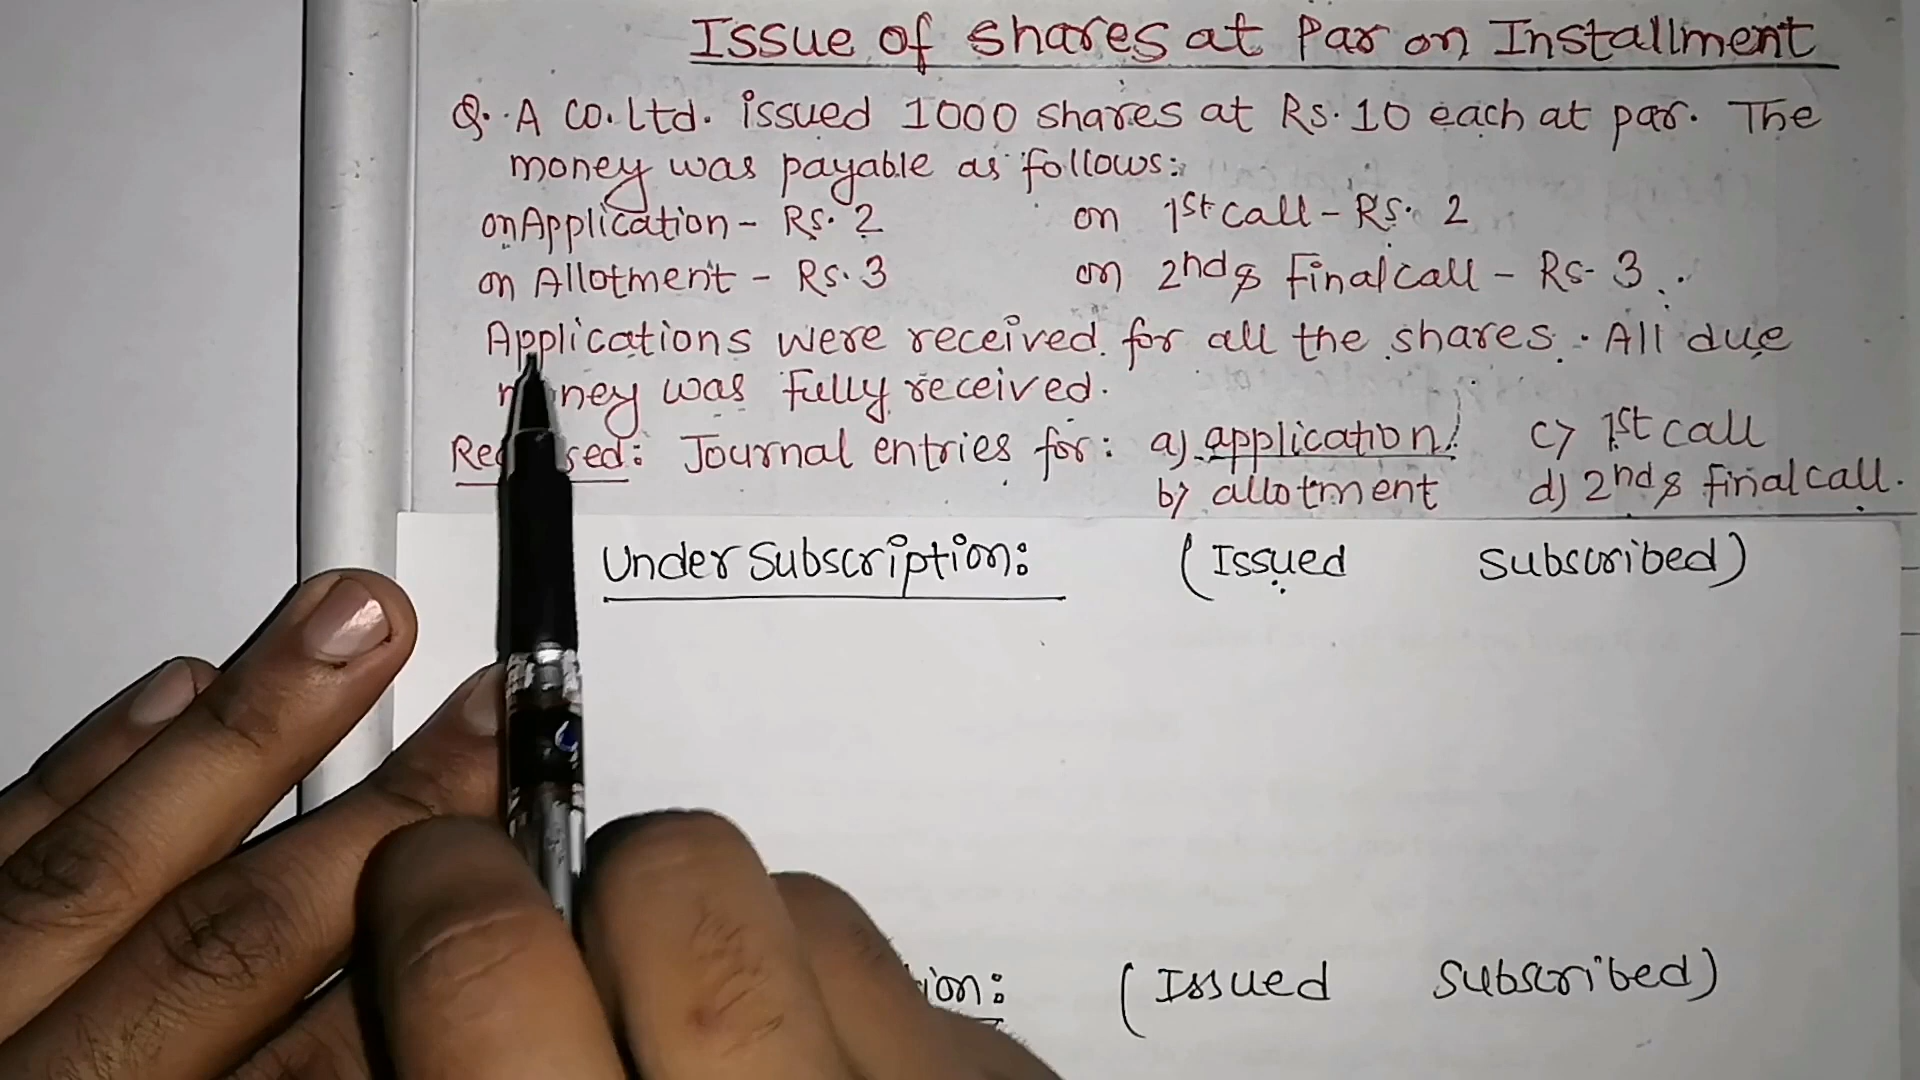 Issue of shares at Par on Installment
Q. A Co. Ltd. issued 1000 shares at Rs. 10 each at par. The
money was payable as follows:
on Application - Rs. 2 on 1st call - Rs. 2
on Allotment - Rs. 3 on 2nd & Final call - Rs. 3
Applications were received for all the shares. All due
money was fully received.
Journal entries for: a) application c) 1st call
b) allotment d) 2nd & final call.
Under Subscription: (Issued Subscribed)
(Issued Subscribed)